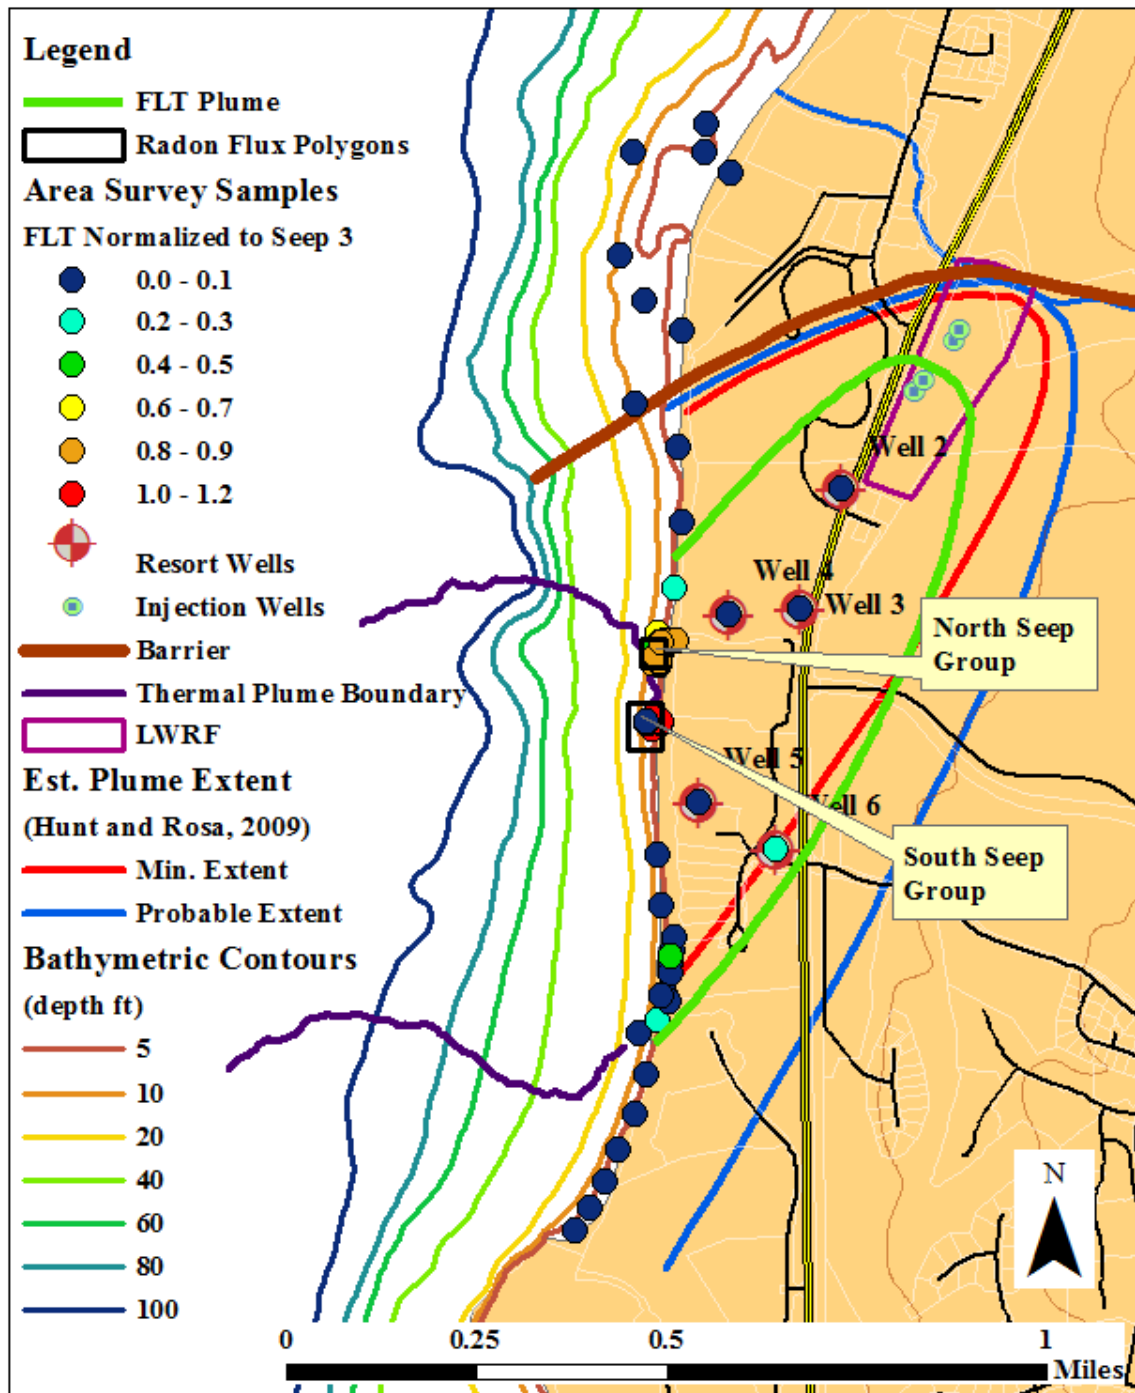 Legend
FLT Plume
Radon Flux Polygons
Area Survey Samples
FLT Normalized to Seep 3
0.0 - 0.1
0.2 - 0.3
0.4 - 0.5
0.6 - 0.7
0.8 - 0.9
1.0 - 1.2
Resort Wells
Injection Wells
Barrier
Thermal Plume Boundary
LWRF
Est. Plume Extent
(Hunt and Rosa, 2009)
Min. Extent
Probable Extent
Bathymetric Contours
(depth ft)
5
10
20
40
60
80
100
Well 2
Well 4
Well 3
North Seep
Group
Well 5
Well 6
South Seep
Group
N
0 0.25 0.5 1
Miles